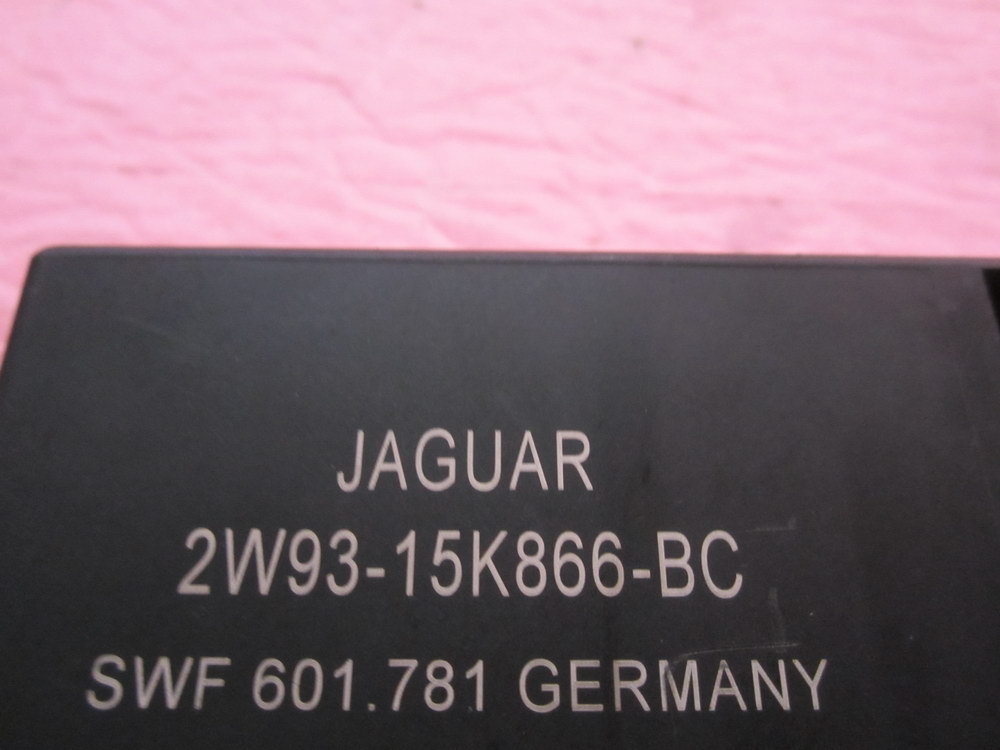 JAGUAR
2W93-15K866-BC
SWF 601.781 GERMANY